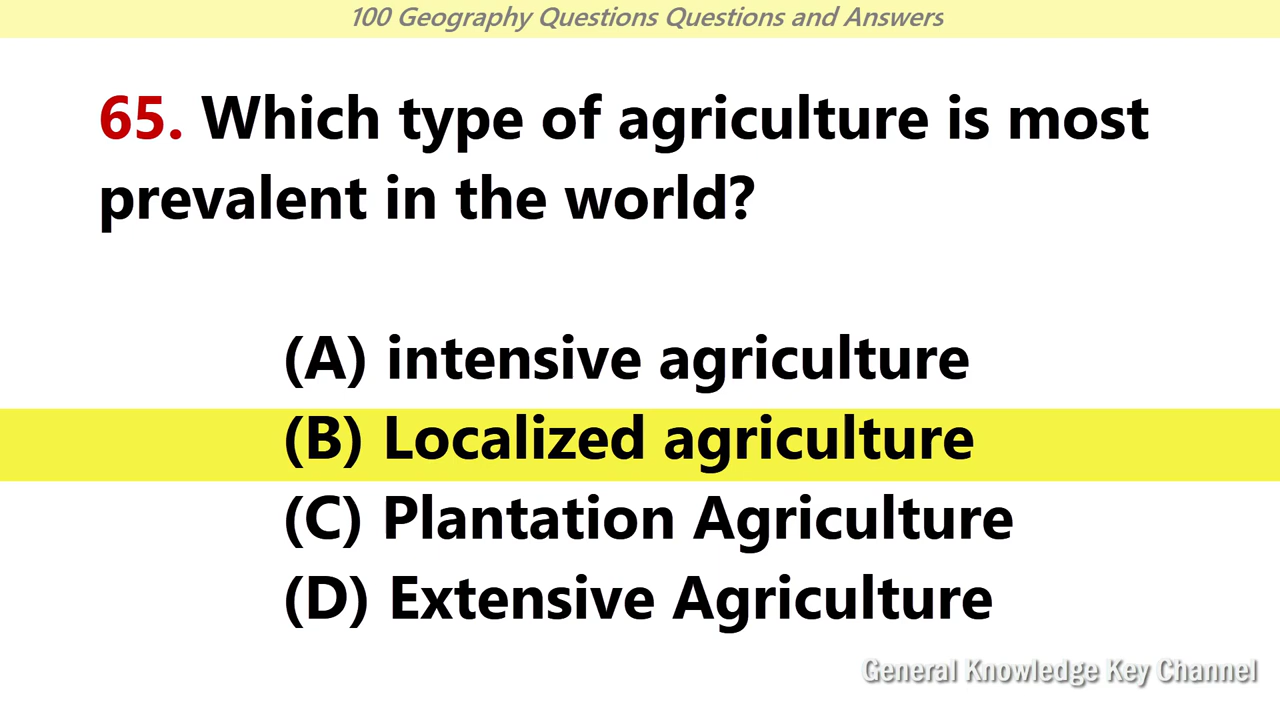 100 Geography Questions Questions and Answers
65. Which type of agriculture is most
prevalent in the world?
(A) intensive agriculture
(B) Localized agriculture
(C) Plantation Agriculture
(D) Extensive Agriculture
General Knowledge Key Channel